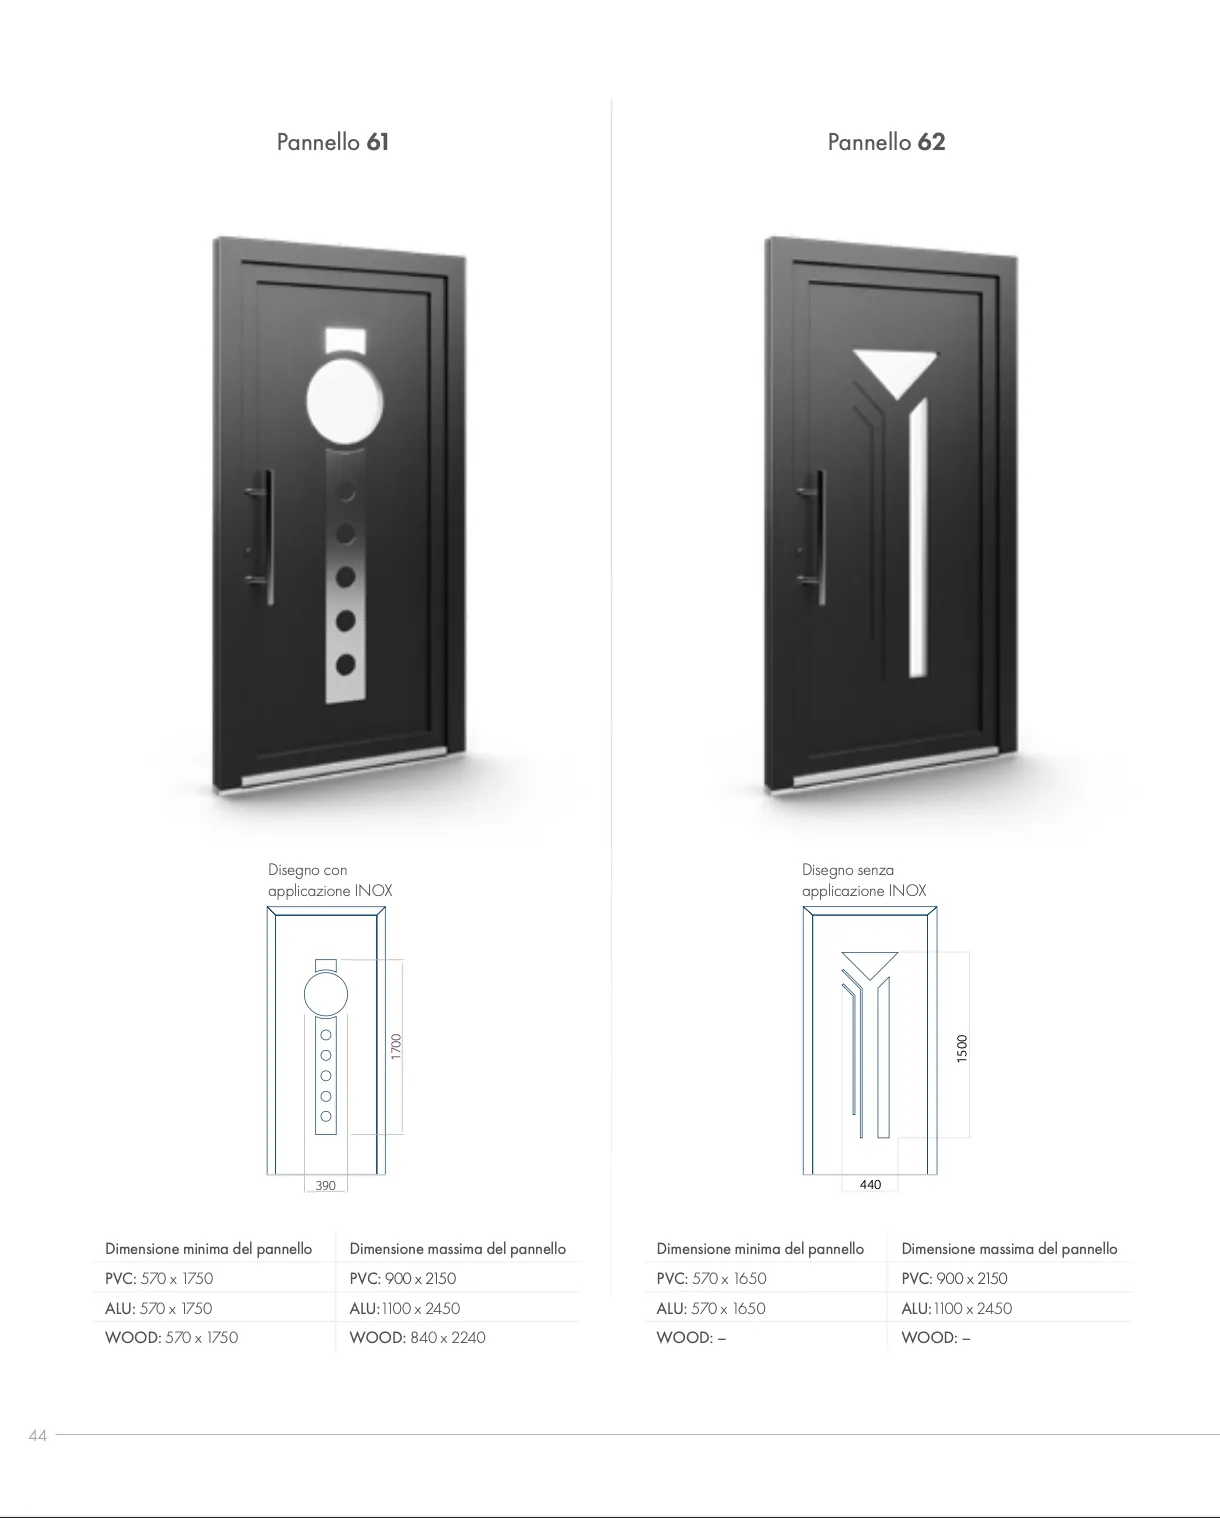 Pannello 61
Disegno con
applicazione INOX
1700
390
Dimensione minima del pannello
Dimensione massima del pannello
PVC: 570 x 1750
PVC: 900 x 2150
ALU: 570 x 1750
ALU: 1100 x 2450
WOOD: 570 x 1750
WOOD: 840 x 2240
Pannello 62
Disegno senza
applicazione INOX
1500
440
Dimensione minima del pannello
Dimensione massima del pannello
PVC: 570 x 1650
PVC: 900 x 2150
ALU: 570 x 1650
ALU: 1100 x 2450
WOOD: –
WOOD: –
44